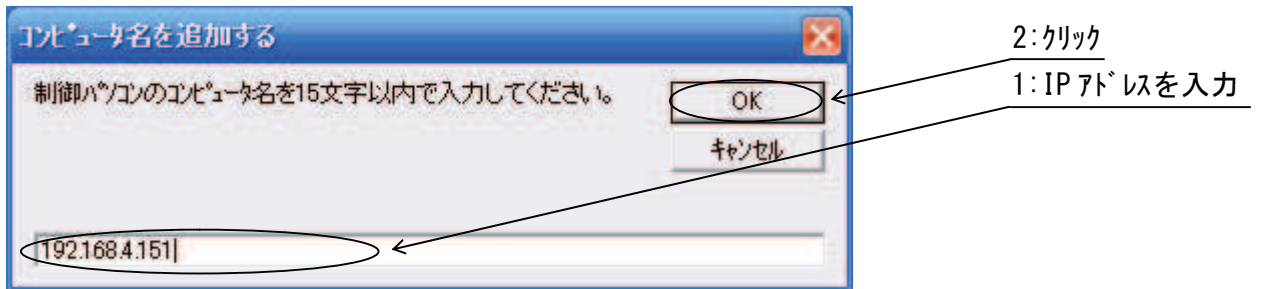 ｺﾝﾋﾟｭｰﾀ名を追加する
制御ﾊﾟｿｺﾝのｺﾝﾋﾟｭｰﾀ名を15文字以内で入力してください。
OK
ｷｬﾝｾﾙ
192.168.4.151
2:ｸﾘｯｸ
1:IPｱﾄﾞﾚｽを入力